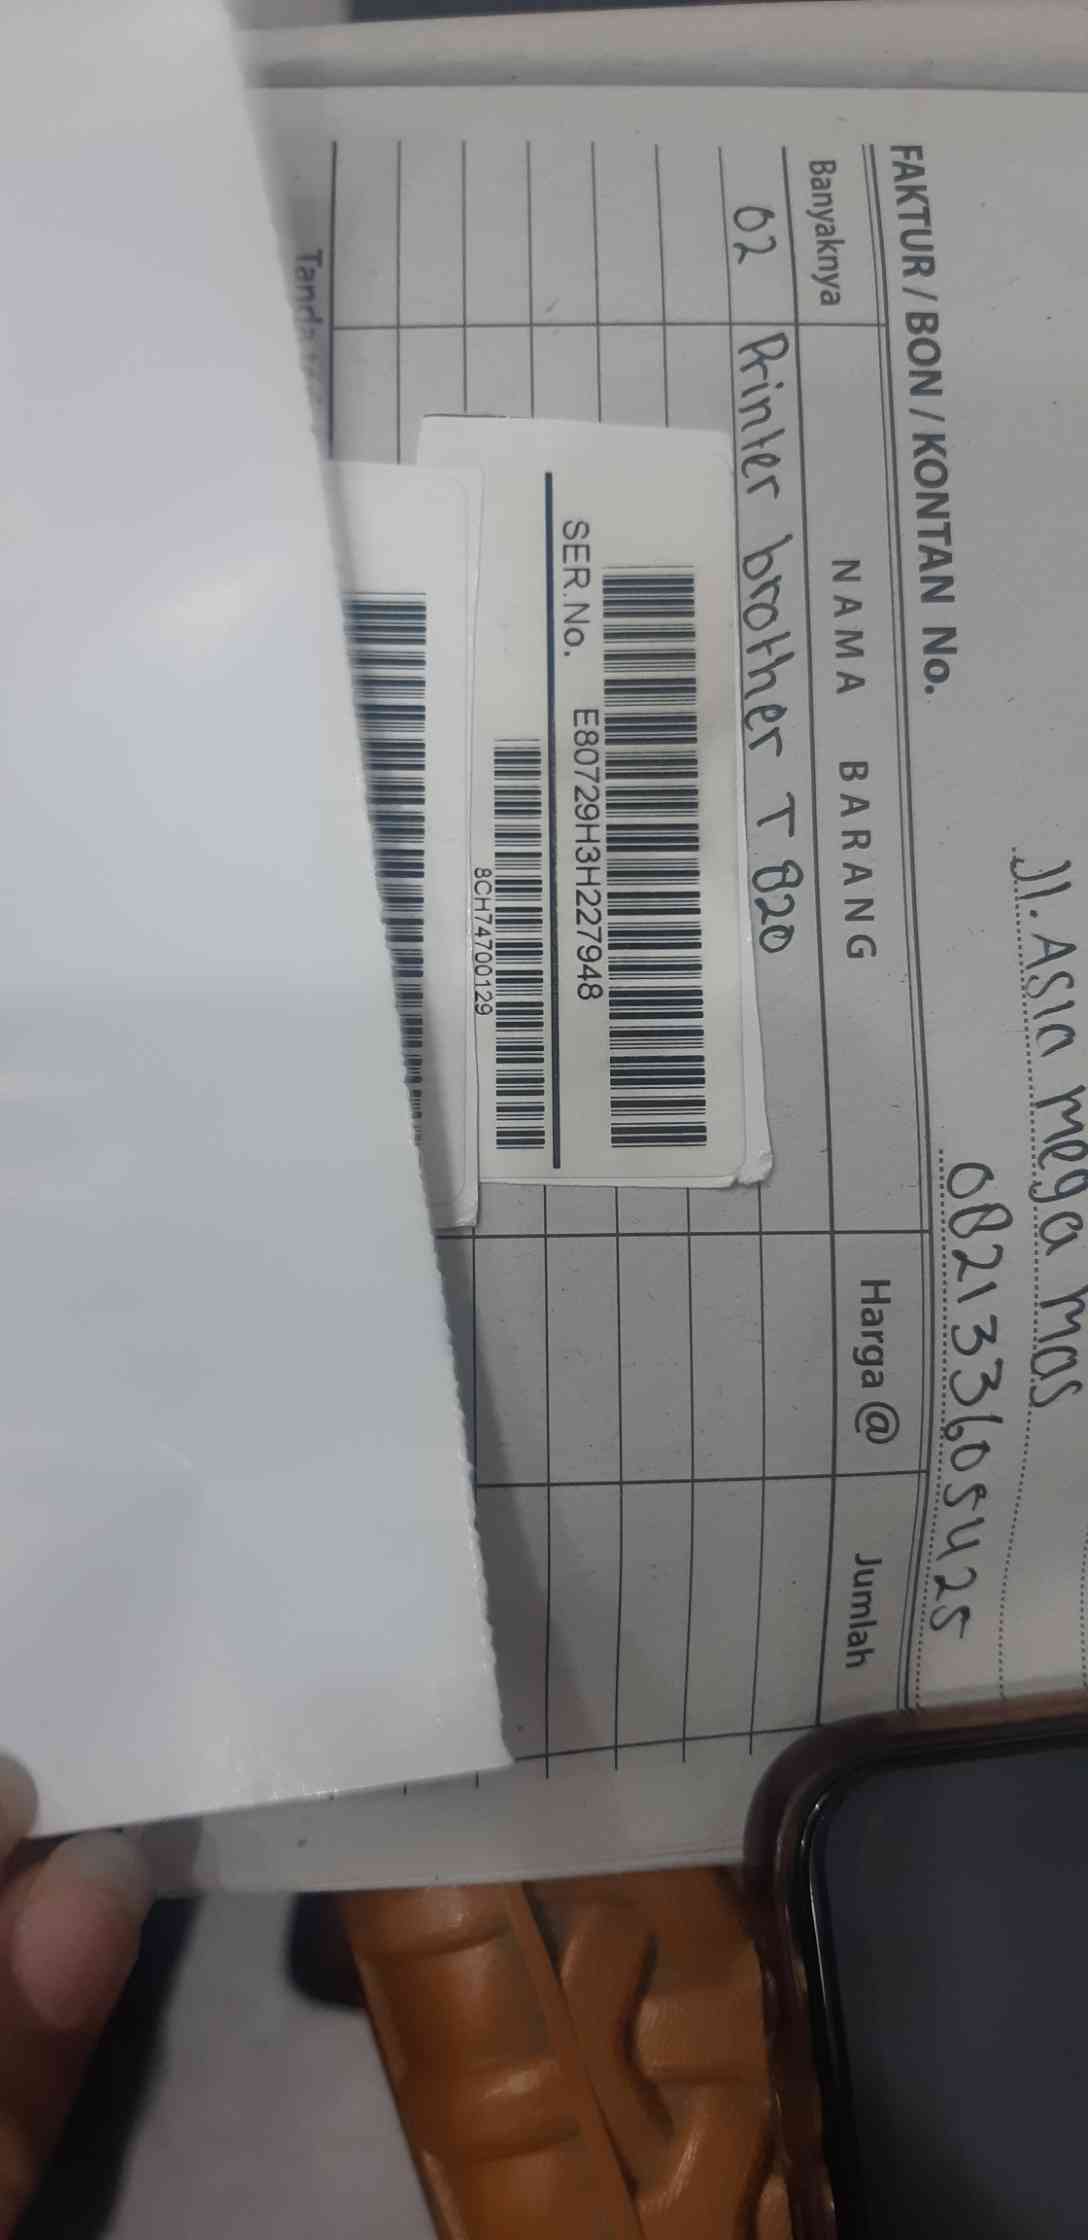 Jl. Asia mega mas
082133605425
FAKTUR / BON / KONTAN No.
Banyaknya NAMA BARANG Harga @ Jumlah
02 Printer brother T 820
SER.No. E80729H3H227948
8CH74700129